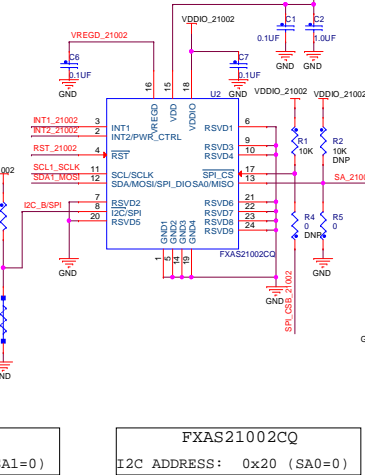 VDDIO_21002
C1
0.1UF
C2
1.0UF
VREGD_21002
C6
0.1UF
C7
0.1UF
GND
GND
GND
GND
VDDIO_21002
VDDIO_21002
16
15
18
U2
VREGD
VDD
VDDIO
INT1_21002
3
INT1
RSVD1
6
INT2_21002
2
INT2/PWR_CTRL
RSVD3
9
RST_21002
4
RST
RSVD4
10
SCL1_SCLK
11
SCL/SCLK
SPI_CS
17
SDA1_MOSI
12
SDA/MOSI/SPI_DIO
SA0/MISO
13
SA_2100
R1
10K
R2
10K
DNP
7
RSVD2
RSVD6
21
I2C_B/SPI
8
I2C/SPI
RSVD7
22
20
RSVD5
RSVD8
23
RSVD9
24
R4
0
DNP
R5
0
GND1
GND2
GND3
GND4
1
5
14
19
FXAS21002CQ
GND
GND
GND
SPI_CSB_21002
002
ND
G
A1=0)
FXAS21002CQ
I2C ADDRESS: 0x20 (SA0=0)